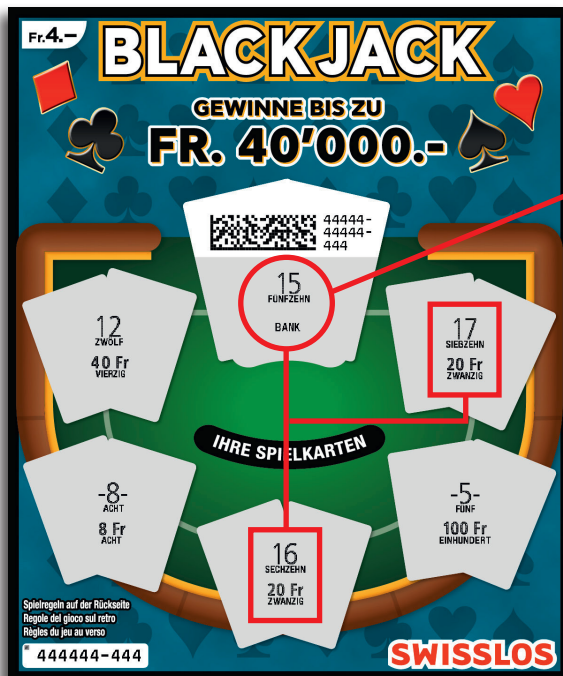 Fr.4.–
BLACKJACK
GEWINNE BIS ZU
FR. 40'000.-
44444-
44444-
444
15
FÜNFZEHN
BANK
12
ZWÖLF
40 Fr
VIERZIG
17
SIEBZEHN
20 Fr
ZWANZIG
IHRE SPIELKARTEN
-8-
ACHT
8 Fr
ACHT
16
SECHZEHN
20 Fr
ZWANZIG
-5-
FÜNF
100 Fr
EINHUNDERT
Spielregeln auf der Rückseite
Regole del gioco sul retro
Règles du jeu au verso
444444-444
SWISSLOS